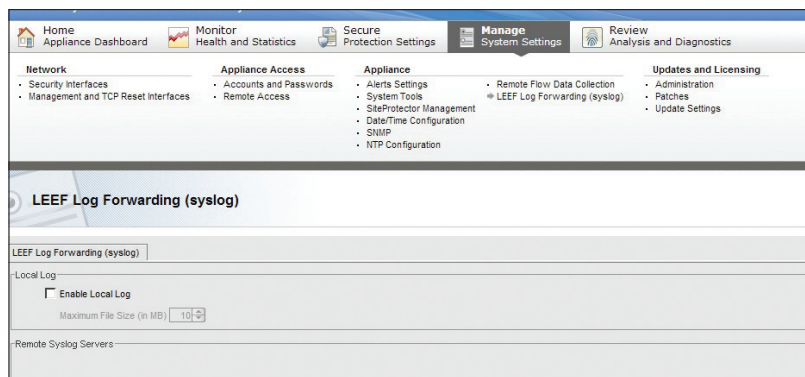 Home
Appliance Dashboard
Monitor
Health and Statistics
Secure
Protection Settings
Manage
System Settings
Review
Analysis and Diagnostics
Network
· Security Interfaces
· Management and TCP Reset Interfaces
Appliance Access
· Accounts and Passwords
· Remote Access
Appliance
· Alerts Settings
· System Tools
· SiteProtector Management
· Date/Time Configuration
· SNMP
· NTP Configuration
· Remote Flow Data Collection
LEEF Log Forwarding (syslog)
Updates and Licensing
· Administration
· Patches
· Update Settings
LEEF Log Forwarding (syslog)
LEEF Log Forwarding (syslog)
Local Log
Enable Local Log
Maximum File Size (in MB) 10
Remote Syslog Servers